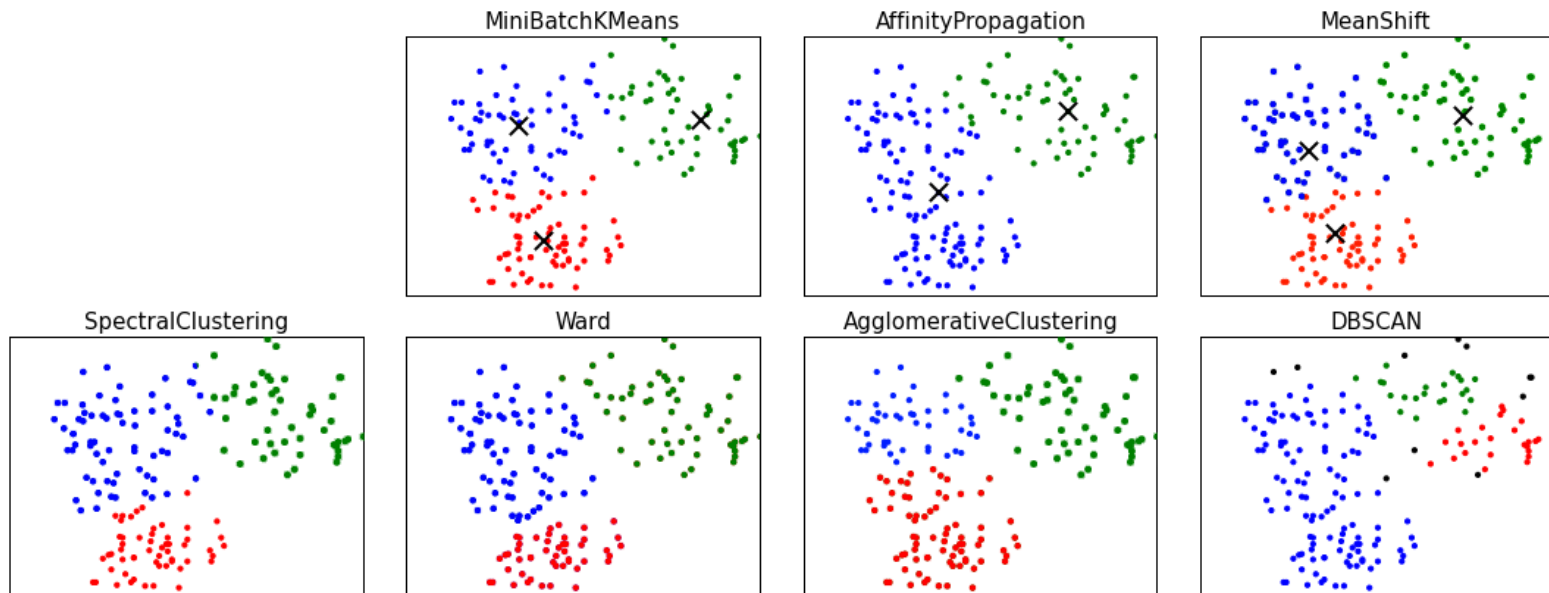 MiniBatchKMeans
AffinityPropagation
MeanShift
SpectralClustering
Ward
AgglomerativeClustering
DBSCAN